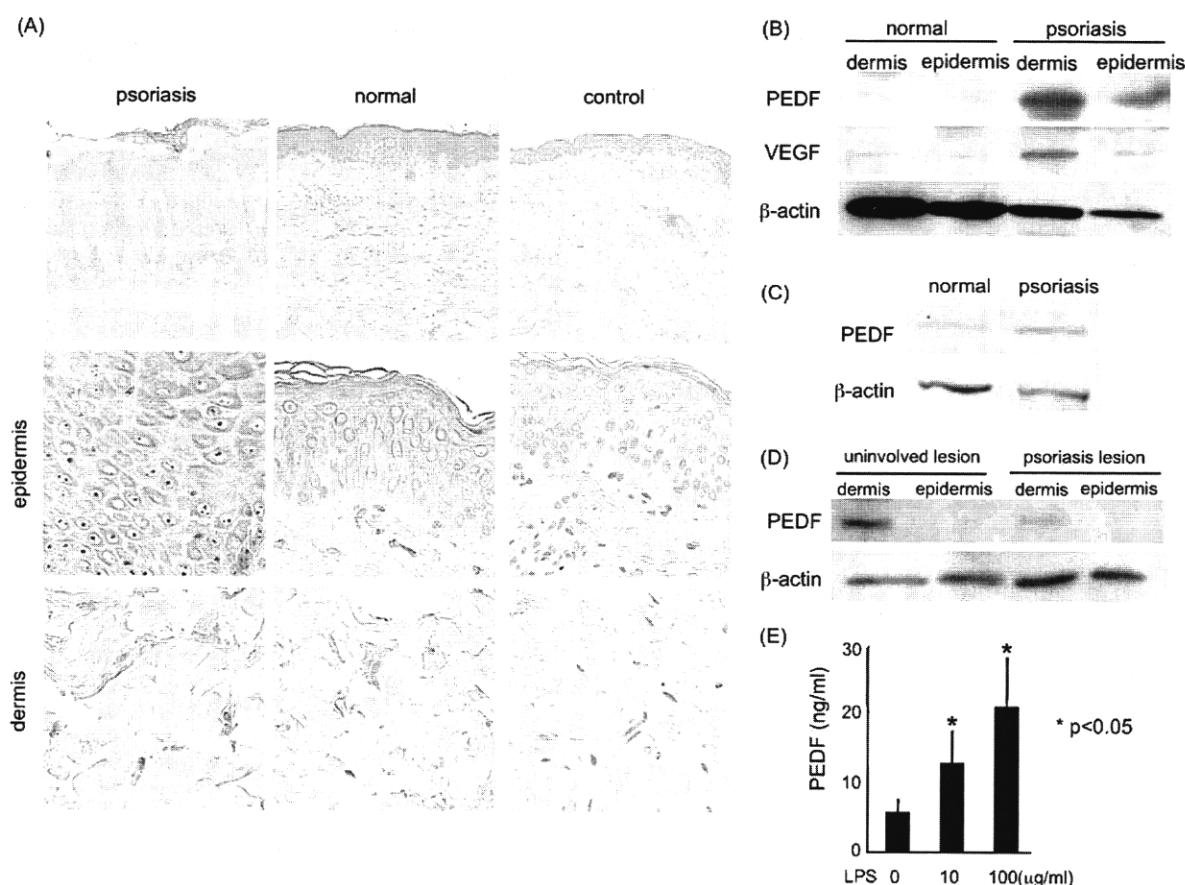 (A)
psoriasis normal control
epidermis
dermis
(B)
normal psoriasis
dermis epidermis dermis epidermis
PEDF
VEGF
β-actin
(C)
normal psoriasis
PEDF
β-actin
(D)
uninvolved lesion psoriasis lesion
dermis epidermis dermis epidermis
PEDF
β-actin
(E)
PEDF (ng/ml)
30
20
10
0
* *
* p<0.05
LPS 0 10 100(μg/ml)